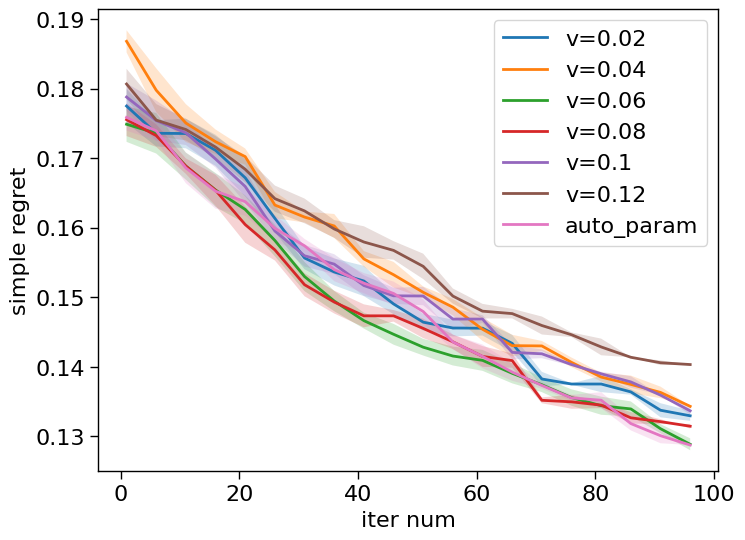 0.19
0.18
0.17
0.16
0.15
0.14
0.13
simple regret
0
20
40
60
80
100
iter num
v=0.02
v=0.04
v=0.06
v=0.08
v=0.1
v=0.12
auto_param